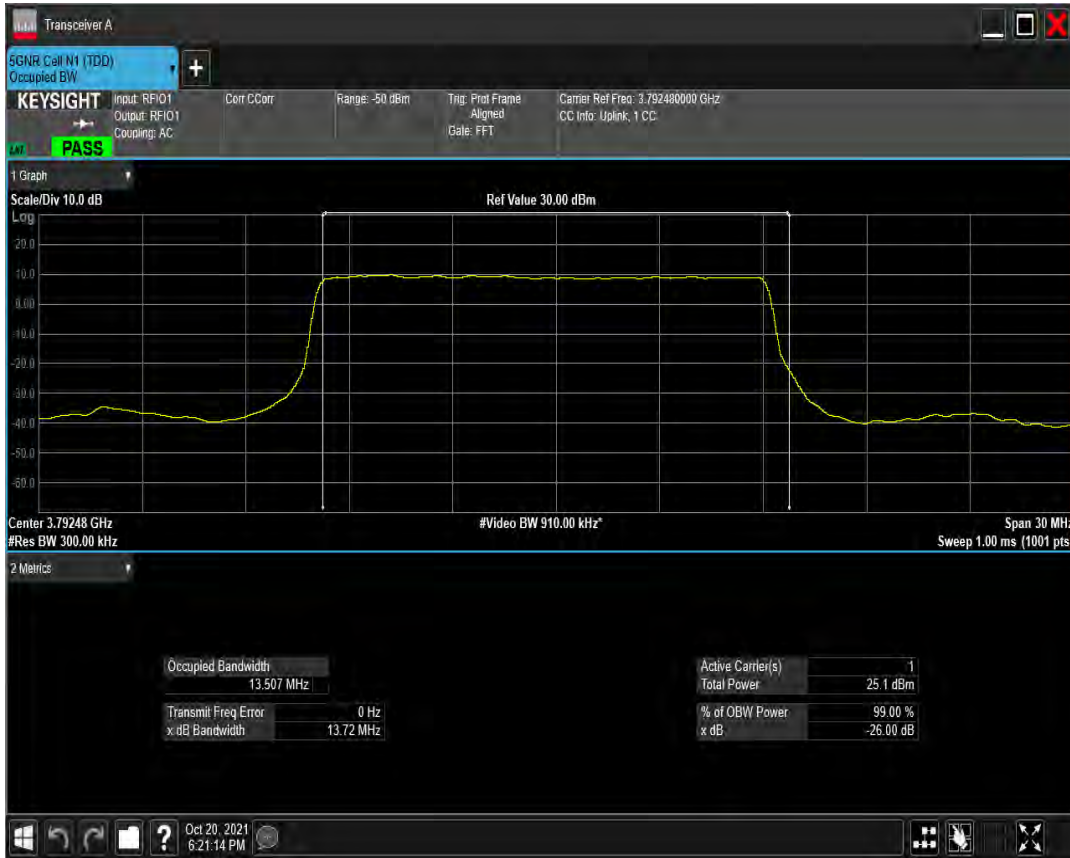 Transceiver A
5GNR Cell N1 (TDD)
Occupied BW
+
KEYSIGHT
Input: RFIO1
Output: RFIO1
Coupling: AC
Corr CCorr
Range: -50 dBm
Trig: Prot Frame
Aligned
Gate: FFT
Carrier Ref Freq: 3.792480000 GHz
CC Info: Uplink, 1 CC
PASS
1 Graph
Scale/Div 10.0 dB
Ref Value 30.00 dBm
Log
20.0
10.0
0.00
-10.0
-20.0
-30.0
-40.0
-50.0
-60.0
Center 3.79248 GHz
#Video BW 910.00 kHz*
Span 30 MHz
#Res BW 300.00 kHz
Sweep 1.00 ms (1001 pts
2 Metrics
Occupied Bandwidth
13.507 MHz
Transmit Freq Error 0 Hz
x dB Bandwidth 13.72 MHz
Active Carrier(s) 1
Total Power 25.1 dBm
% of OBW Power 99.00 %
x dB -26.00 dB
?
Oct 20, 2021
6:21:14 PM